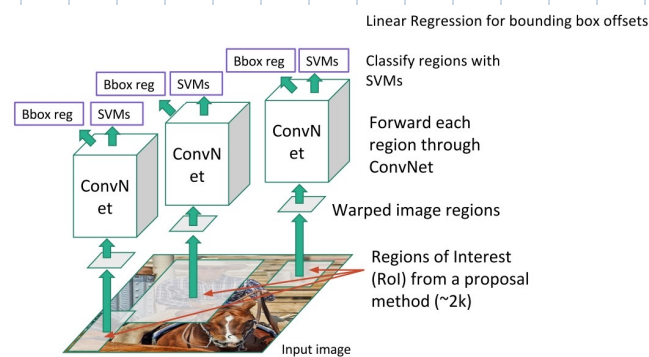 Linear Regression for bounding box offsets
Bbox reg
SVMs
Classify regions with
SVMs
Bbox reg
SVMs
Bbox reg
SVMs
ConvN
et
ConvN
et
ConvN
et
Forward each
region through
ConvNet
Warped image regions
Regions of Interest
(RoI) from a proposal
method (~2k)
Input image